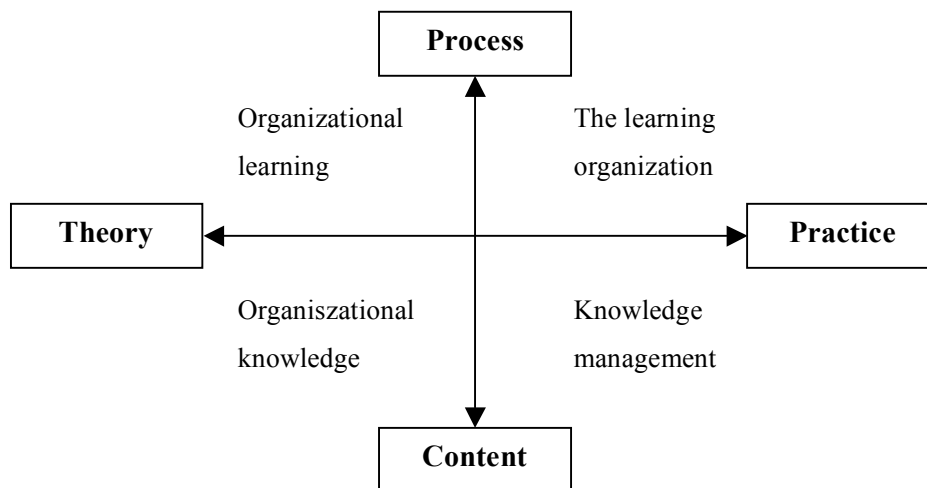 Process
Organizational
learning
The learning
organization
Theory
Practice
Organiszational
knowledge
Knowledge
management
Content